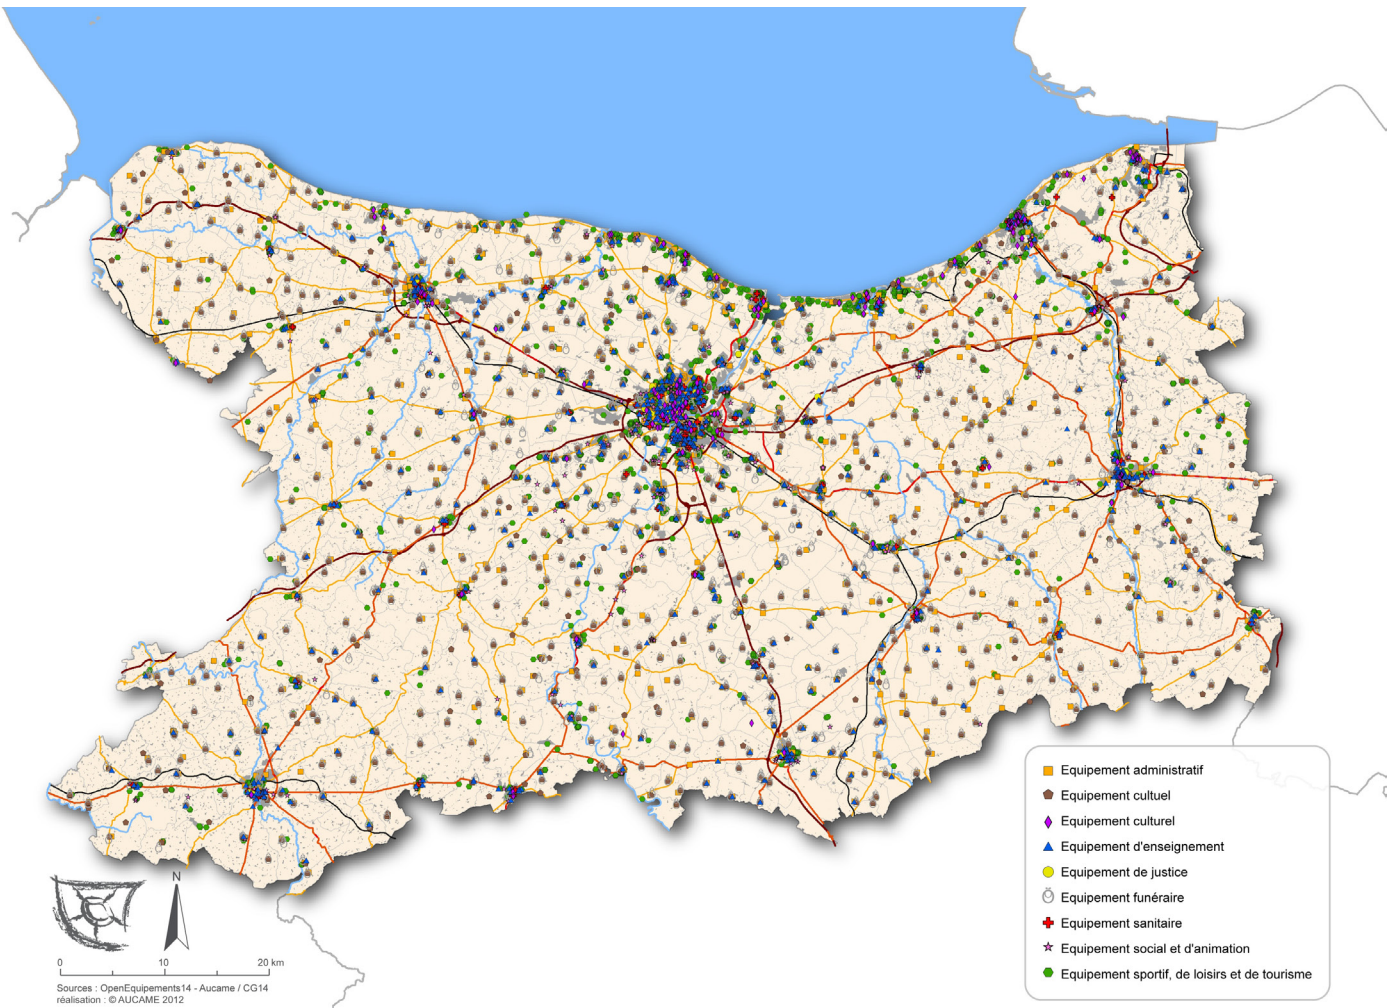 Equipement administratif
Equipement cultuel
Equipement culturel
Equipement d'enseignement
Equipement de justice
Equipement funéraire
Equipement sanitaire
Equipement social et d'animation
Equipement sportif, de loisirs et de tourisme
N
0 10 20 km
Sources : OpenEquipements14 - Aucame / CG14
réalisation : © AUCAME 2012